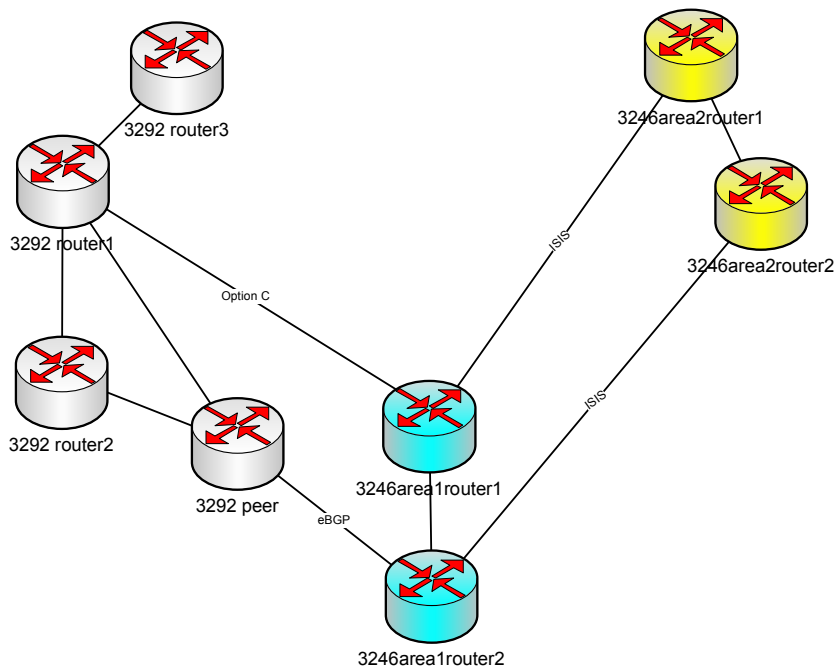 3292 router3
3246area2router1
3292 router1
3246area2router2
ISIS
Option C
ISIS
3292 router2
3246area1router1
3292 peer
eBGP
3246area1router2